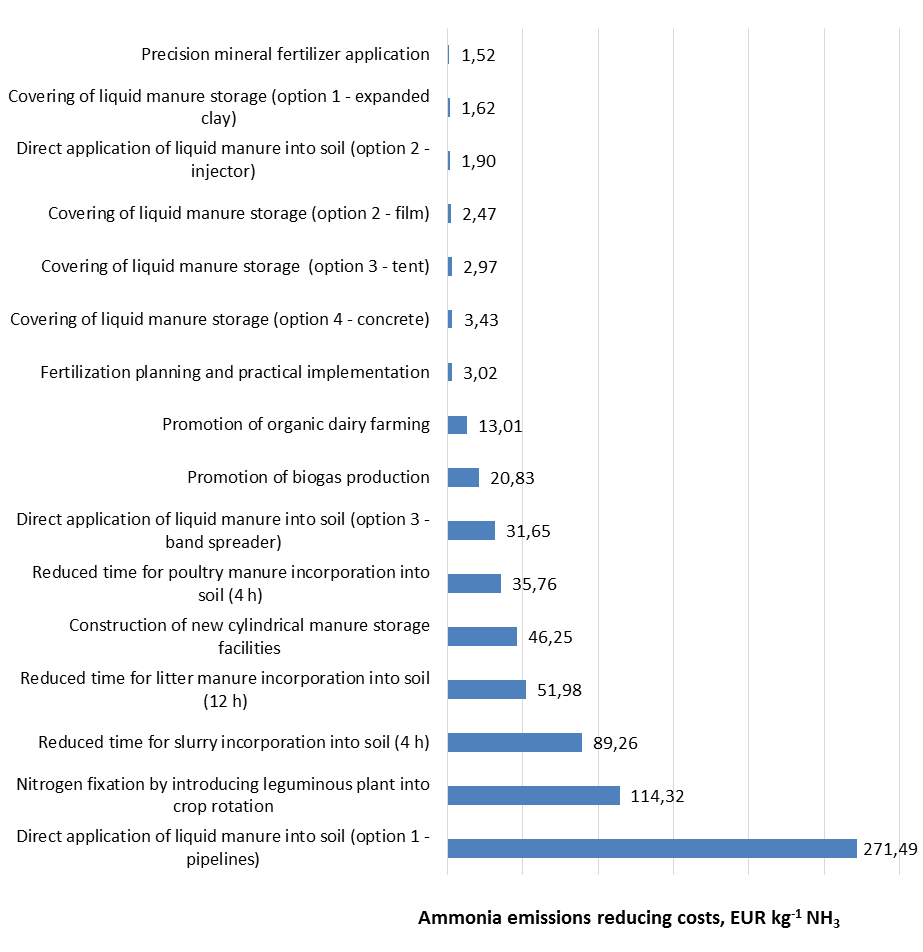 Precision mineral fertilizer application 1,52
Covering of liquid manure storage (option 1 - expanded
clay) 1,62
Direct application of liquid manure into soil (option 2 -
injector) 1,90
Covering of liquid manure storage (option 2 - film) 2,47
Covering of liquid manure storage  (option 3 - tent) 2,97
Covering of liquid manure storage (option 4 - concrete) 3,43
Fertilization planning and practical implementation 3,02
Promotion of organic dairy farming 13,01
Promotion of biogas production 20,83
Direct application of liquid manure into soil (option 3 -
band spreader) 31,65
Reduced time for poultry manure incorporation into
soil (4 h) 35,76
Construction of new cylindrical manure storage
facilities 46,25
Reduced time for litter manure incorporation into soil
(12 h) 51,98
Reduced time for slurry incorporation into soil (4 h) 89,26
Nitrogen fixation by introducing leguminous plant into
crop rotation 114,32
Direct application of liquid manure into soil (option 1 -
pipelines) 271,49
Ammonia emissions reducing costs, EUR kg⁻¹ NH₃